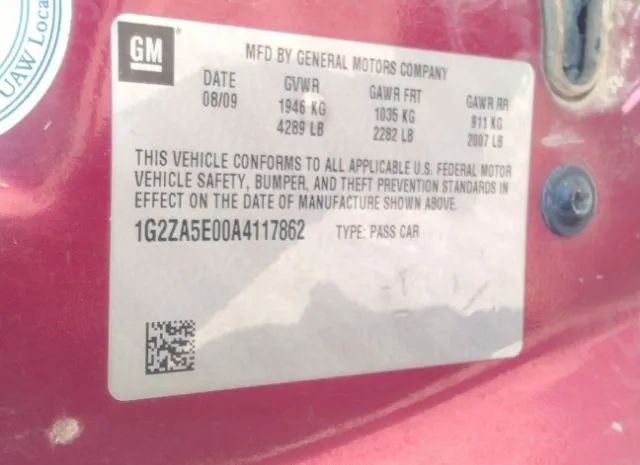 UAW Loca
GM
MFD BY GENERAL MOTORS COMPANY
DATE GVWR GAWR FRT GAWR RR
08/09 1946 KG 1035 KG 911 KG
4289 LB 2282 LB 2007 LB
THIS VEHICLE CONFORMS TO ALL APPLICABLE U.S. FEDERAL MOTOR
VEHICLE SAFETY, BUMPER, AND THEFT PREVENTION STANDARDS IN
EFFECT ON THE DATE OF MANUFACTURE SHOWN ABOVE.
1G2ZA5E00A4117862 TYPE: PASS CAR